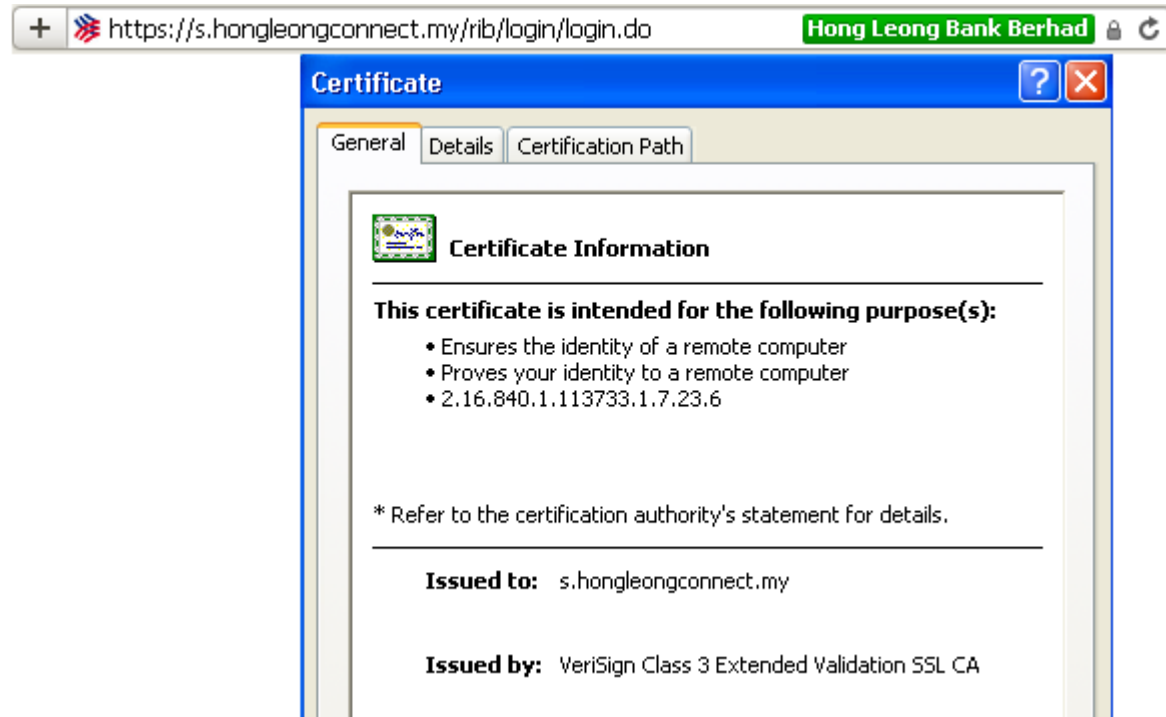 https://s.hongleongconnect.my/rib/login/login.do Hong Leong Bank Berhad
Certificate
General Details Certification Path
Certificate Information
This certificate is intended for the following purpose(s):
• Ensures the identity of a remote computer
• Proves your identity to a remote computer
• 2.16.840.1.113733.1.7.23.6
* Refer to the certification authority's statement for details.
Issued to: s.hongleongconnect.my
Issued by: VeriSign Class 3 Extended Validation SSL CA